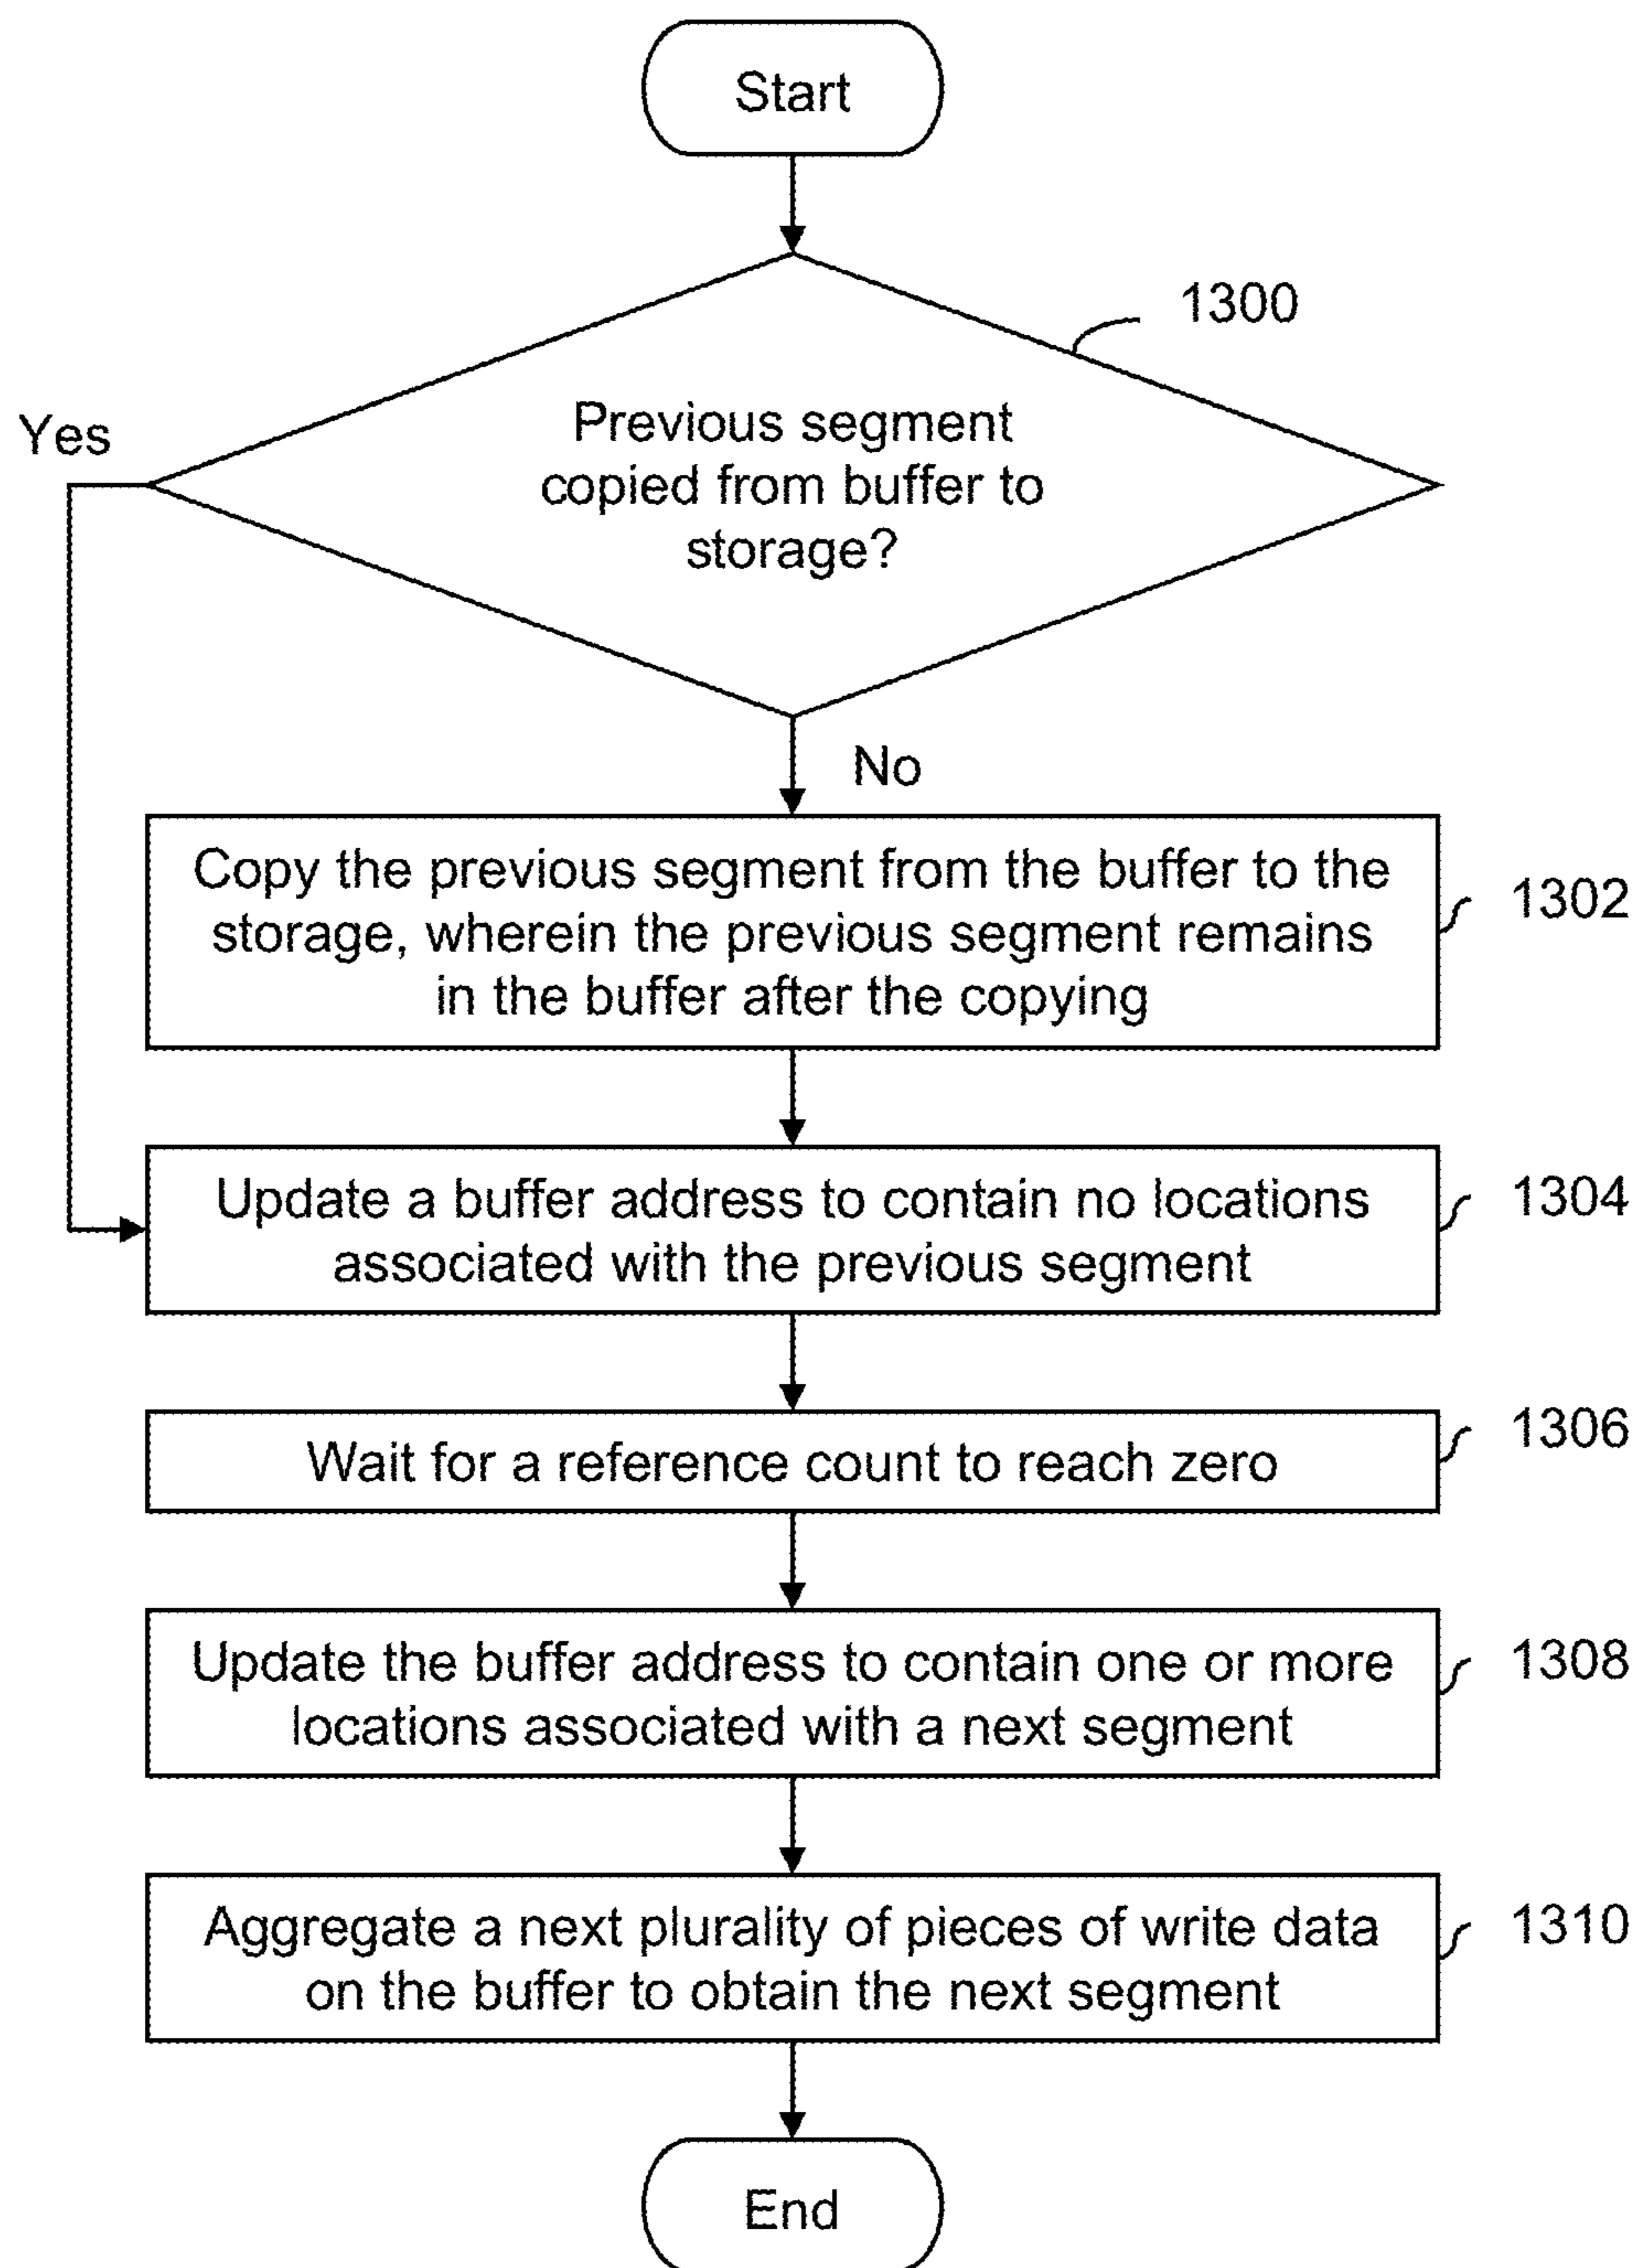 Start
1300
Yes
Previous segment
copied from buffer to
storage?
No
Copy the previous segment from the buffer to the
storage, wherein the previous segment remains
in the buffer after the copying
1302
Update a buffer address to contain no locations
associated with the previous segment
1304
Wait for a reference count to reach zero
1306
Update the buffer address to contain one or more
locations associated with a next segment
1308
Aggregate a next plurality of pieces of write data
on the buffer to obtain the next segment
1310
End